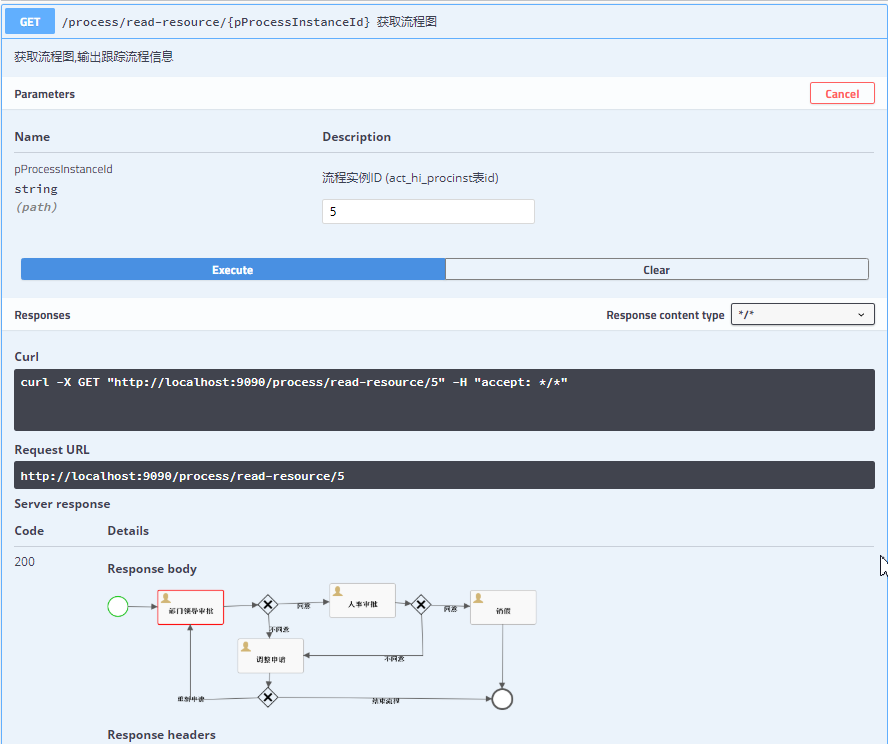 GET /process/read-resource/{pProcessInstanceId} 获取流程图
获取流程图,输出跟踪流程信息
Parameters Cancel
Name Description
pProcessInstanceId
string
(path)
流程实例ID (act_hi_procinst表id)
5
Execute Clear
Responses Response content type */*
Curl
curl -X GET "http://localhost:9090/process/read-resource/5" -H "accept: */*"
Request URL
http://localhost:9090/process/read-resource/5
Server response
Code Details
200
Response body
部门领导审批 同意 人事审批 同意 销假
不同意
调整申请 不同意
重新申请 结束流程
Response headers